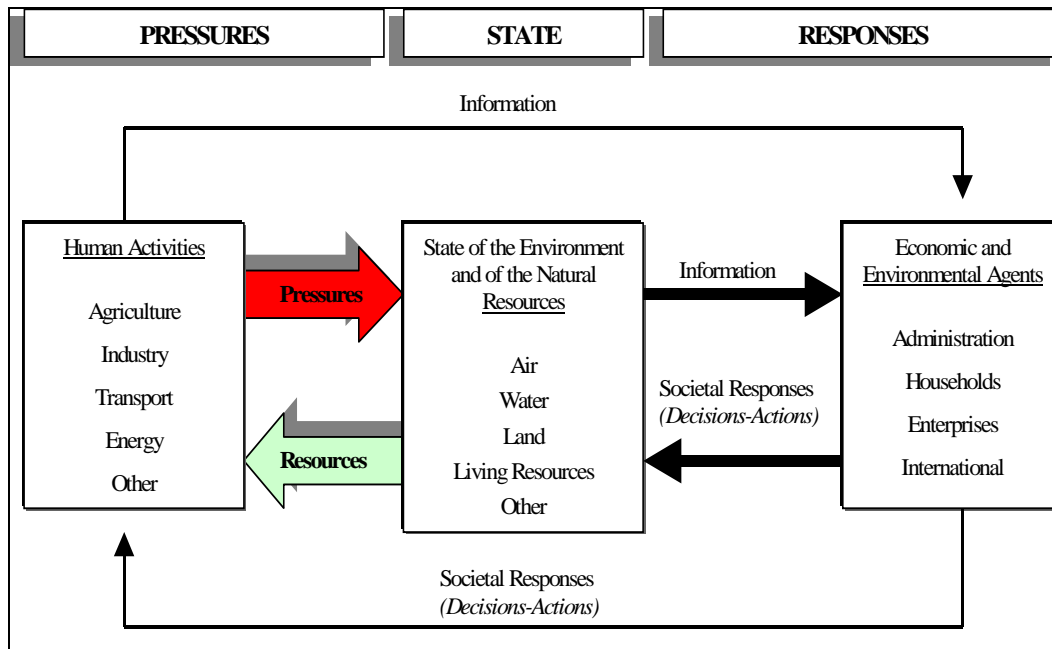 PRESSURES
STATE
RESPONSES
Information
Human Activities
Agriculture
Industry
Transport
Energy
Other
Pressures
Resources
State of the Environment
and of the Natural
Resources
Air
Water
Land
Living Resources
Other
Information
Societal Responses
(Decisions-Actions)
Economic and
Environmental Agents
Administration
Households
Enterprises
International
Societal Responses
(Decisions-Actions)